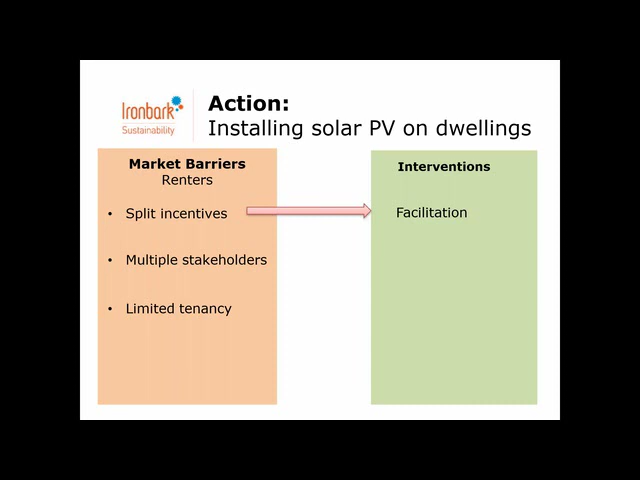 Ironbark
Sustainability
Action:
Installing solar PV on dwellings
Market Barriers
Renters
• Split incentives
• Multiple stakeholders
• Limited tenancy
Interventions
Facilitation